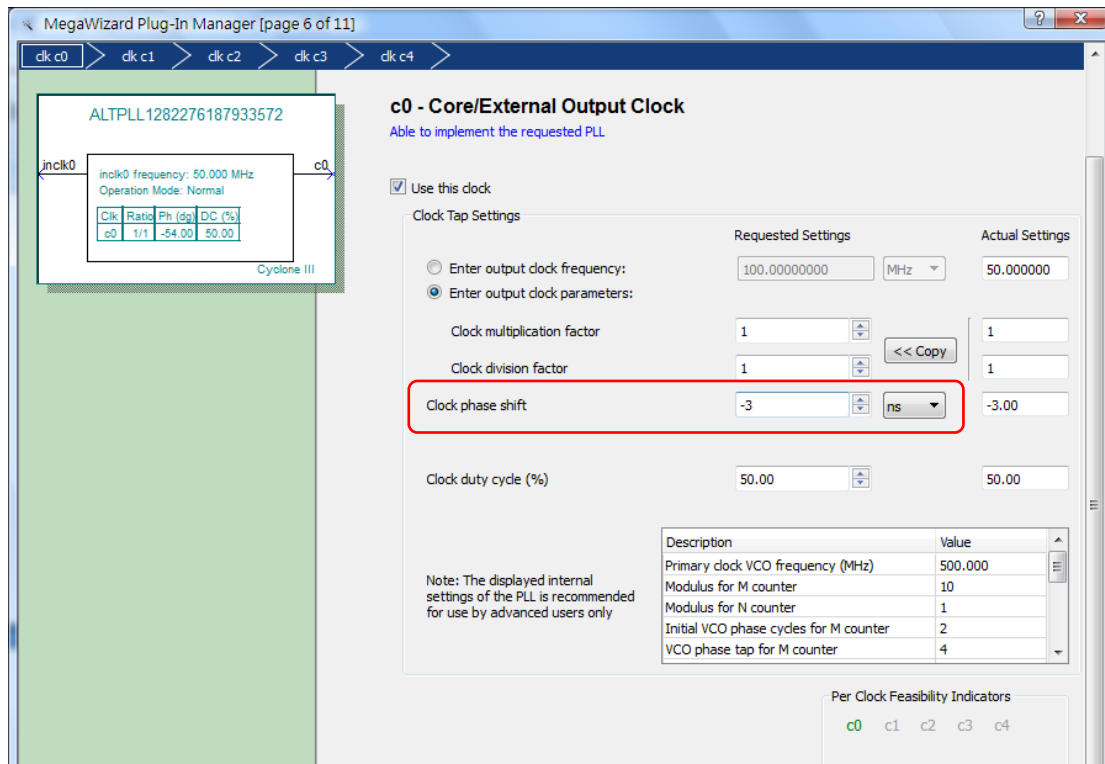 MegaWizard Plug-In Manager [page 6 of 11]
clk c0
clk c1
clk c2
clk c3
clk c4
ALTPLL1282276187933572
inclk0
c0
inclk0 frequency: 50.000 MHz
Operation Mode: Normal
Clk Ratio Ph (dg) DC (%)
c0 1/1 -54.00 50.00
Cyclone III
c0 - Core/External Output Clock
Able to implement the requested PLL
Use this clock
Clock Tap Settings
Requested Settings Actual Settings
Enter output clock frequency: 100.00000000 MHz 50.000000
Enter output clock parameters:
Clock multiplication factor 1 1
<< Copy
Clock division factor 1 1
Clock phase shift -3 ns -3.00
Clock duty cycle (%) 50.00 50.00
Note: The displayed internal
settings of the PLL is recommended
for use by advanced users only
Description Value
Primary clock VCO frequency (MHz) 500.000
Modulus for M counter 10
Modulus for N counter 1
Initial VCO phase cycles for M counter 2
VCO phase tap for M counter 4
Per Clock Feasibility Indicators
c0 c1 c2 c3 c4